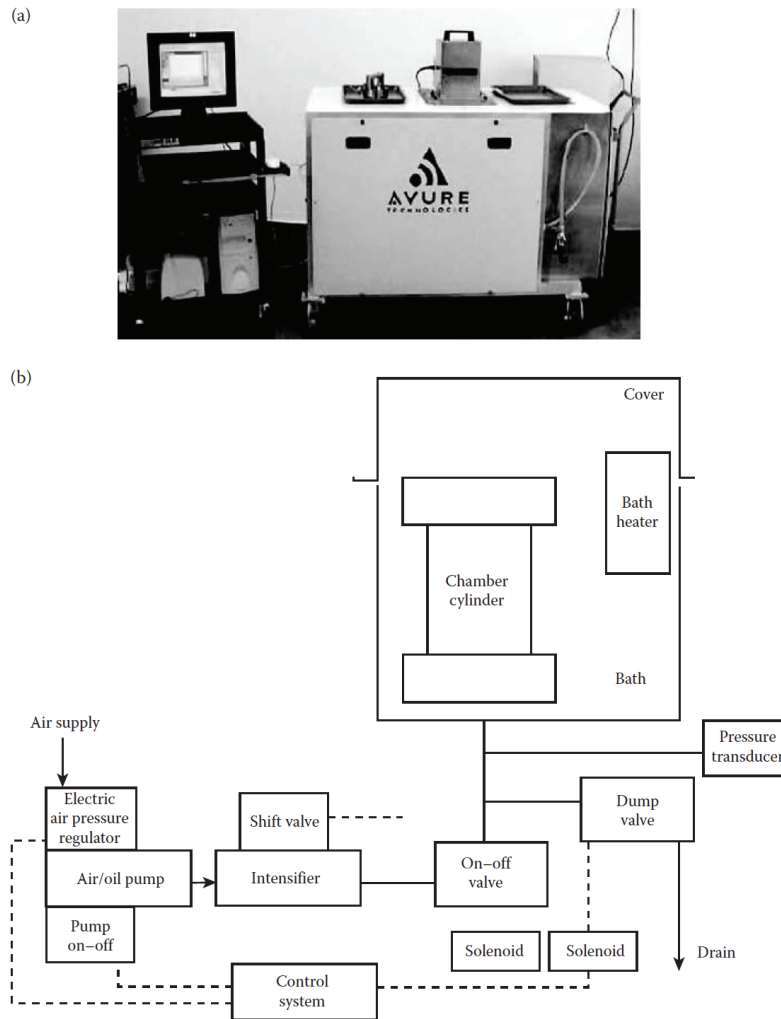 (a)
AVURE
TECHNOLOGIES
(b)
Cover
Bath
heater
Chamber
cylinder
Bath
Air supply
Pressure
transducer
Electric
air pressure
regulator
Shift valve
Dump
valve
Air/oil pump
Intensifier
On–off
valve
Pump
on–off
Solenoid
Solenoid
Drain
Control
system